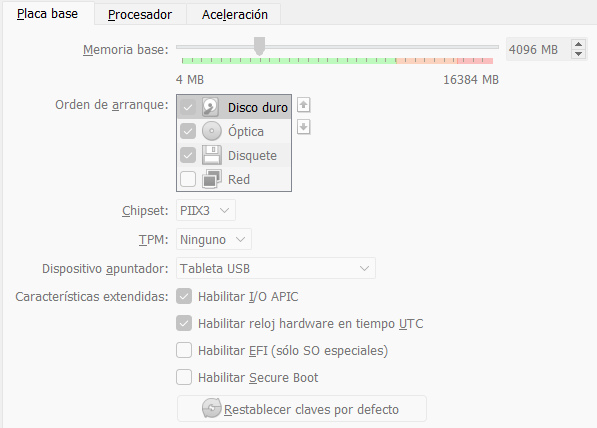 Placa base Procesador Aceleración
Memoria base: 4096 MB
4 MB 16384 MB
Orden de arranque: Disco duro
Óptica
Disquete
Red
Chipset: PIIX3
TPM: Ninguno
Dispositivo apuntador: Tableta USB
Características extendidas: Habilitar I/O APIC
Habilitar reloj hardware en tiempo UTC
Habilitar EFI (sólo SO especiales)
Habilitar Secure Boot
Restablecer claves por defecto